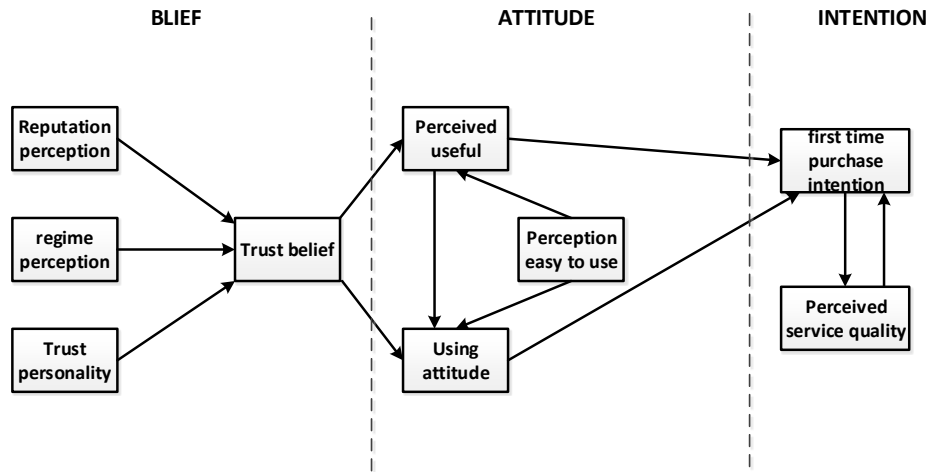 BLIEF
ATTITUDE
INTENTION
Reputation
perception
regime
perception
Trust
personality
Trust belief
Perceived
useful
Perception
easy to use
Using
attitude
first time
purchase
intention
Perceived
service quality